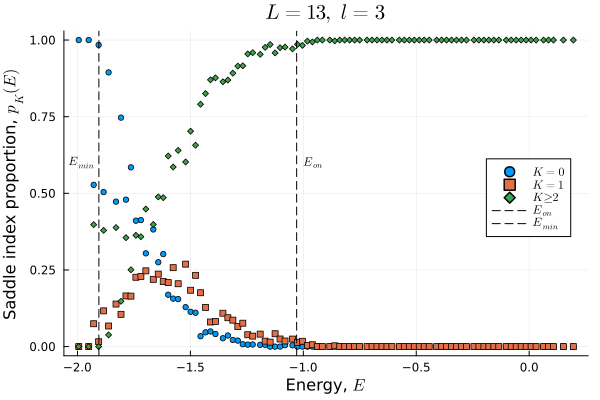 L = 13, l = 3
Saddle index proportion, p_K(E)
1.00
0.75
0.50
0.25
0.00
E_min
E_on
K = 0
K = 1
K≥2
E_on
E_min
−2.0 −1.5 −1.0 −0.5 0.0
Energy, E